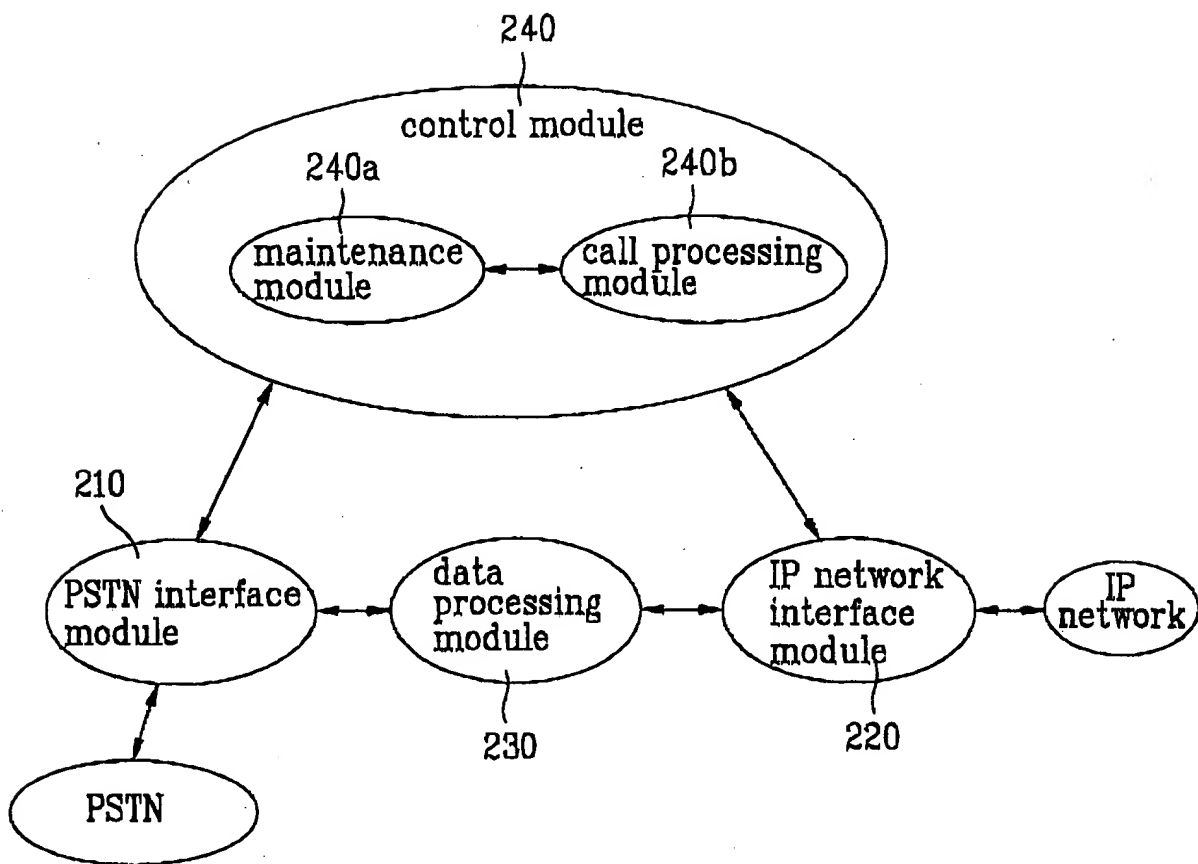 240
control module
240a
240b
maintenance
module
call processing
module
210
PSTN interface
module
data
processing
module
IP network
interface
module
IP
network
230
220
PSTN